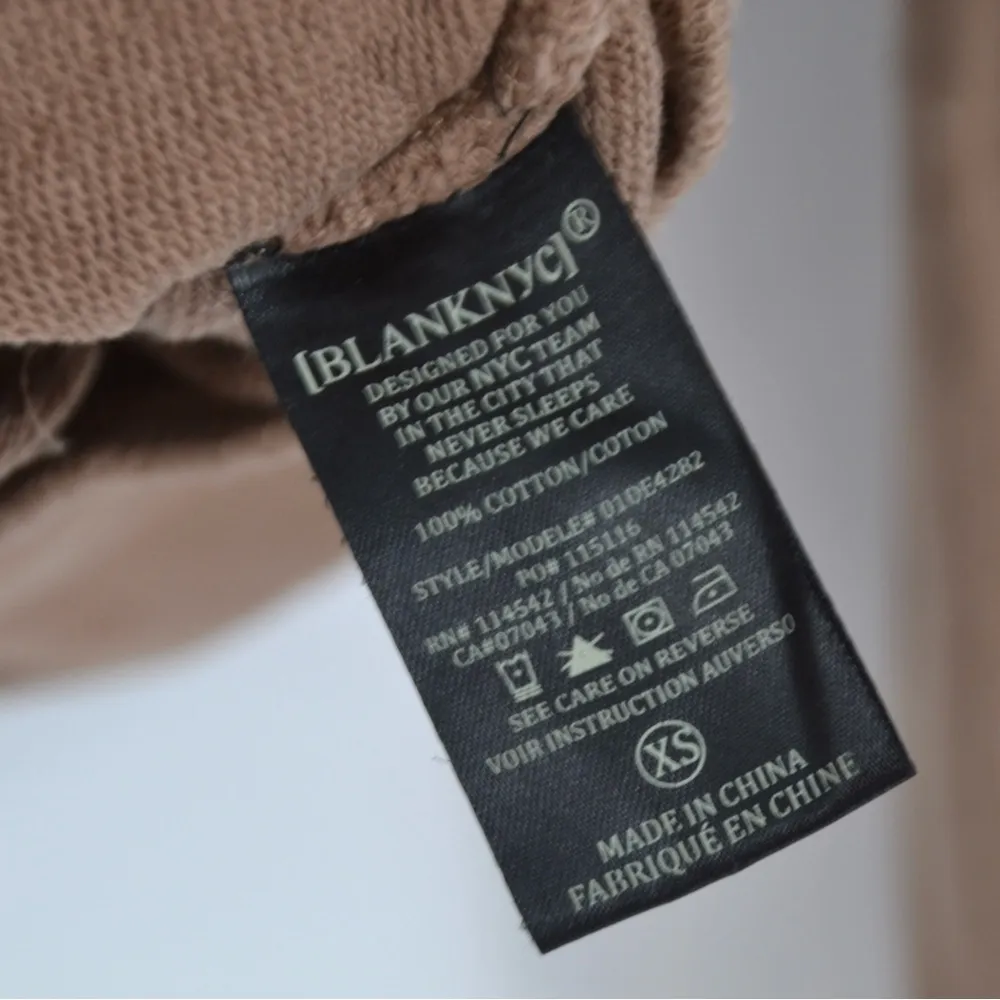 [BLANKNYC]®
DESIGNED FOR YOU
BY OUR NYC TEAM
IN THE CITY THAT
NEVER SLEEPS
BECAUSE WE CARE
100% COTTON/COTON
STYLE/MODELE# 01DE4282
PO# 115116
RN# 114542 / No de RN 114542
CA#07043 / No de CA 07043
SEE CARE ON REVERSE
VOIR INSTRUCTION AUVERSO
XS
MADE IN CHINA
FABRIQUÉ EN CHINE